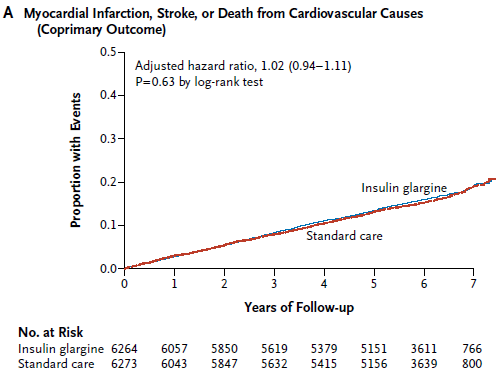 A Myocardial Infarction, Stroke, or Death from Cardiovascular Causes
(Coprimary Outcome)
Adjusted hazard ratio, 1.02 (0.94–1.11)
P=0.63 by log-rank test
Proportion with Events
0.5
0.4
0.3
0.2
0.1
0.0
Insulin glargine
Standard care
0 1 2 3 4 5 6 7
Years of Follow-up
No. at Risk
Insulin glargine 6264 6057 5850 5619 5379 5151 3611 766
Standard care 6273 6043 5847 5632 5415 5156 3639 800